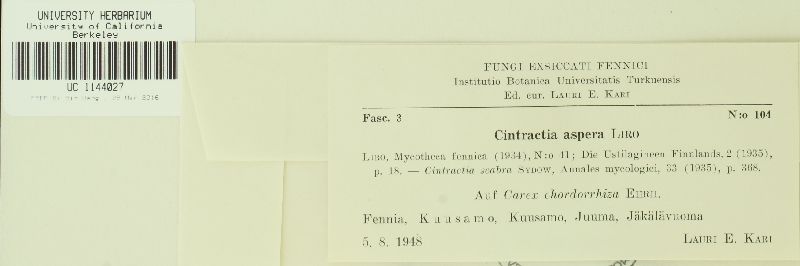 UNIVERSITY HERBARIUM
University of California
Berkeley
UC 1144027
FUNGI EXSICCATI FENNICI
Institutio Botanica Universitatis Turkuensis
Ed. cur. LAURI E. KARI
Fasc. 3 N:o 104
Cintractia aspera LIRO
LIRO, Mycotheca fennica (1934), N:o 41; Die Ustilagineen Finnlands, 2 (1935),
p. 18. — Cintractia scabra SYDOW, Annales mycologici, 33 (1935), p. 368.
Auf Carex chordorrhiza EHRH.
Fennia, Kuusamo, Kuusamo, Juuma, Jäkälävuoma
5. 8. 1948 LAURI E. KARI